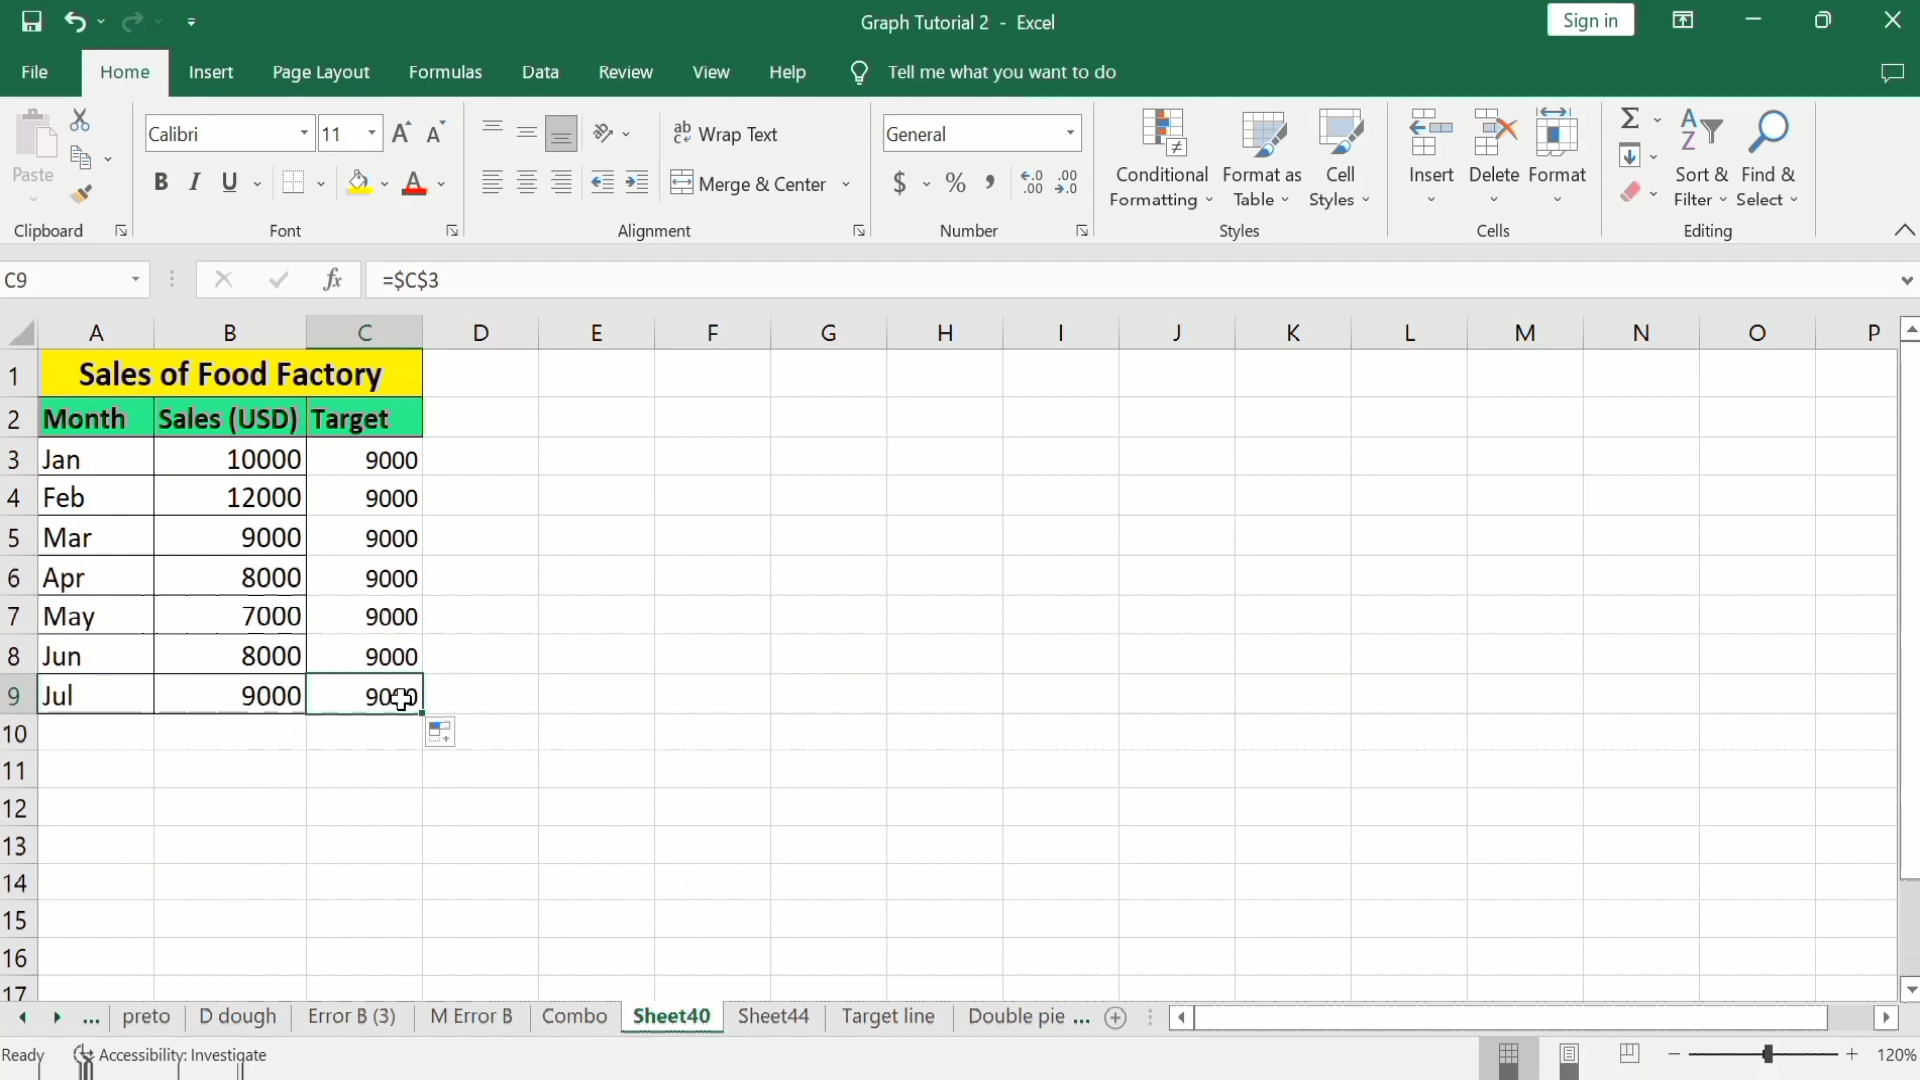 Graph Tutorial 2 - Excel
Sign in
File Home Insert Page Layout Formulas Data Review View Help Tell me what you want to do
Paste
Calibri 11
ab Wrap Text
General
Conditional Formatting
Format as Table
Cell Styles
Insert
Delete
Format
Sort & Filter
Find & Select
B I U
Merge & Center
$ % ,
Clipboard Font Alignment Number Styles Cells Editing
C9 fx =$C$3
A B C D E F G H I J K L M N O P
1 Sales of Food Factory
2 Month Sales (USD) Target
3 Jan 10000 9000
4 Feb 12000 9000
5 Mar 9000 9000
6 Apr 8000 9000
7 May 7000 9000
8 Jun 8000 9000
9 Jul 9000 9000
10
11
12
13
14
15
16
17
... preto D dough Error B (3) M Error B Combo Sheet40 Sheet44 Target line Double pie ...
Ready Accessibility: Investigate 120%